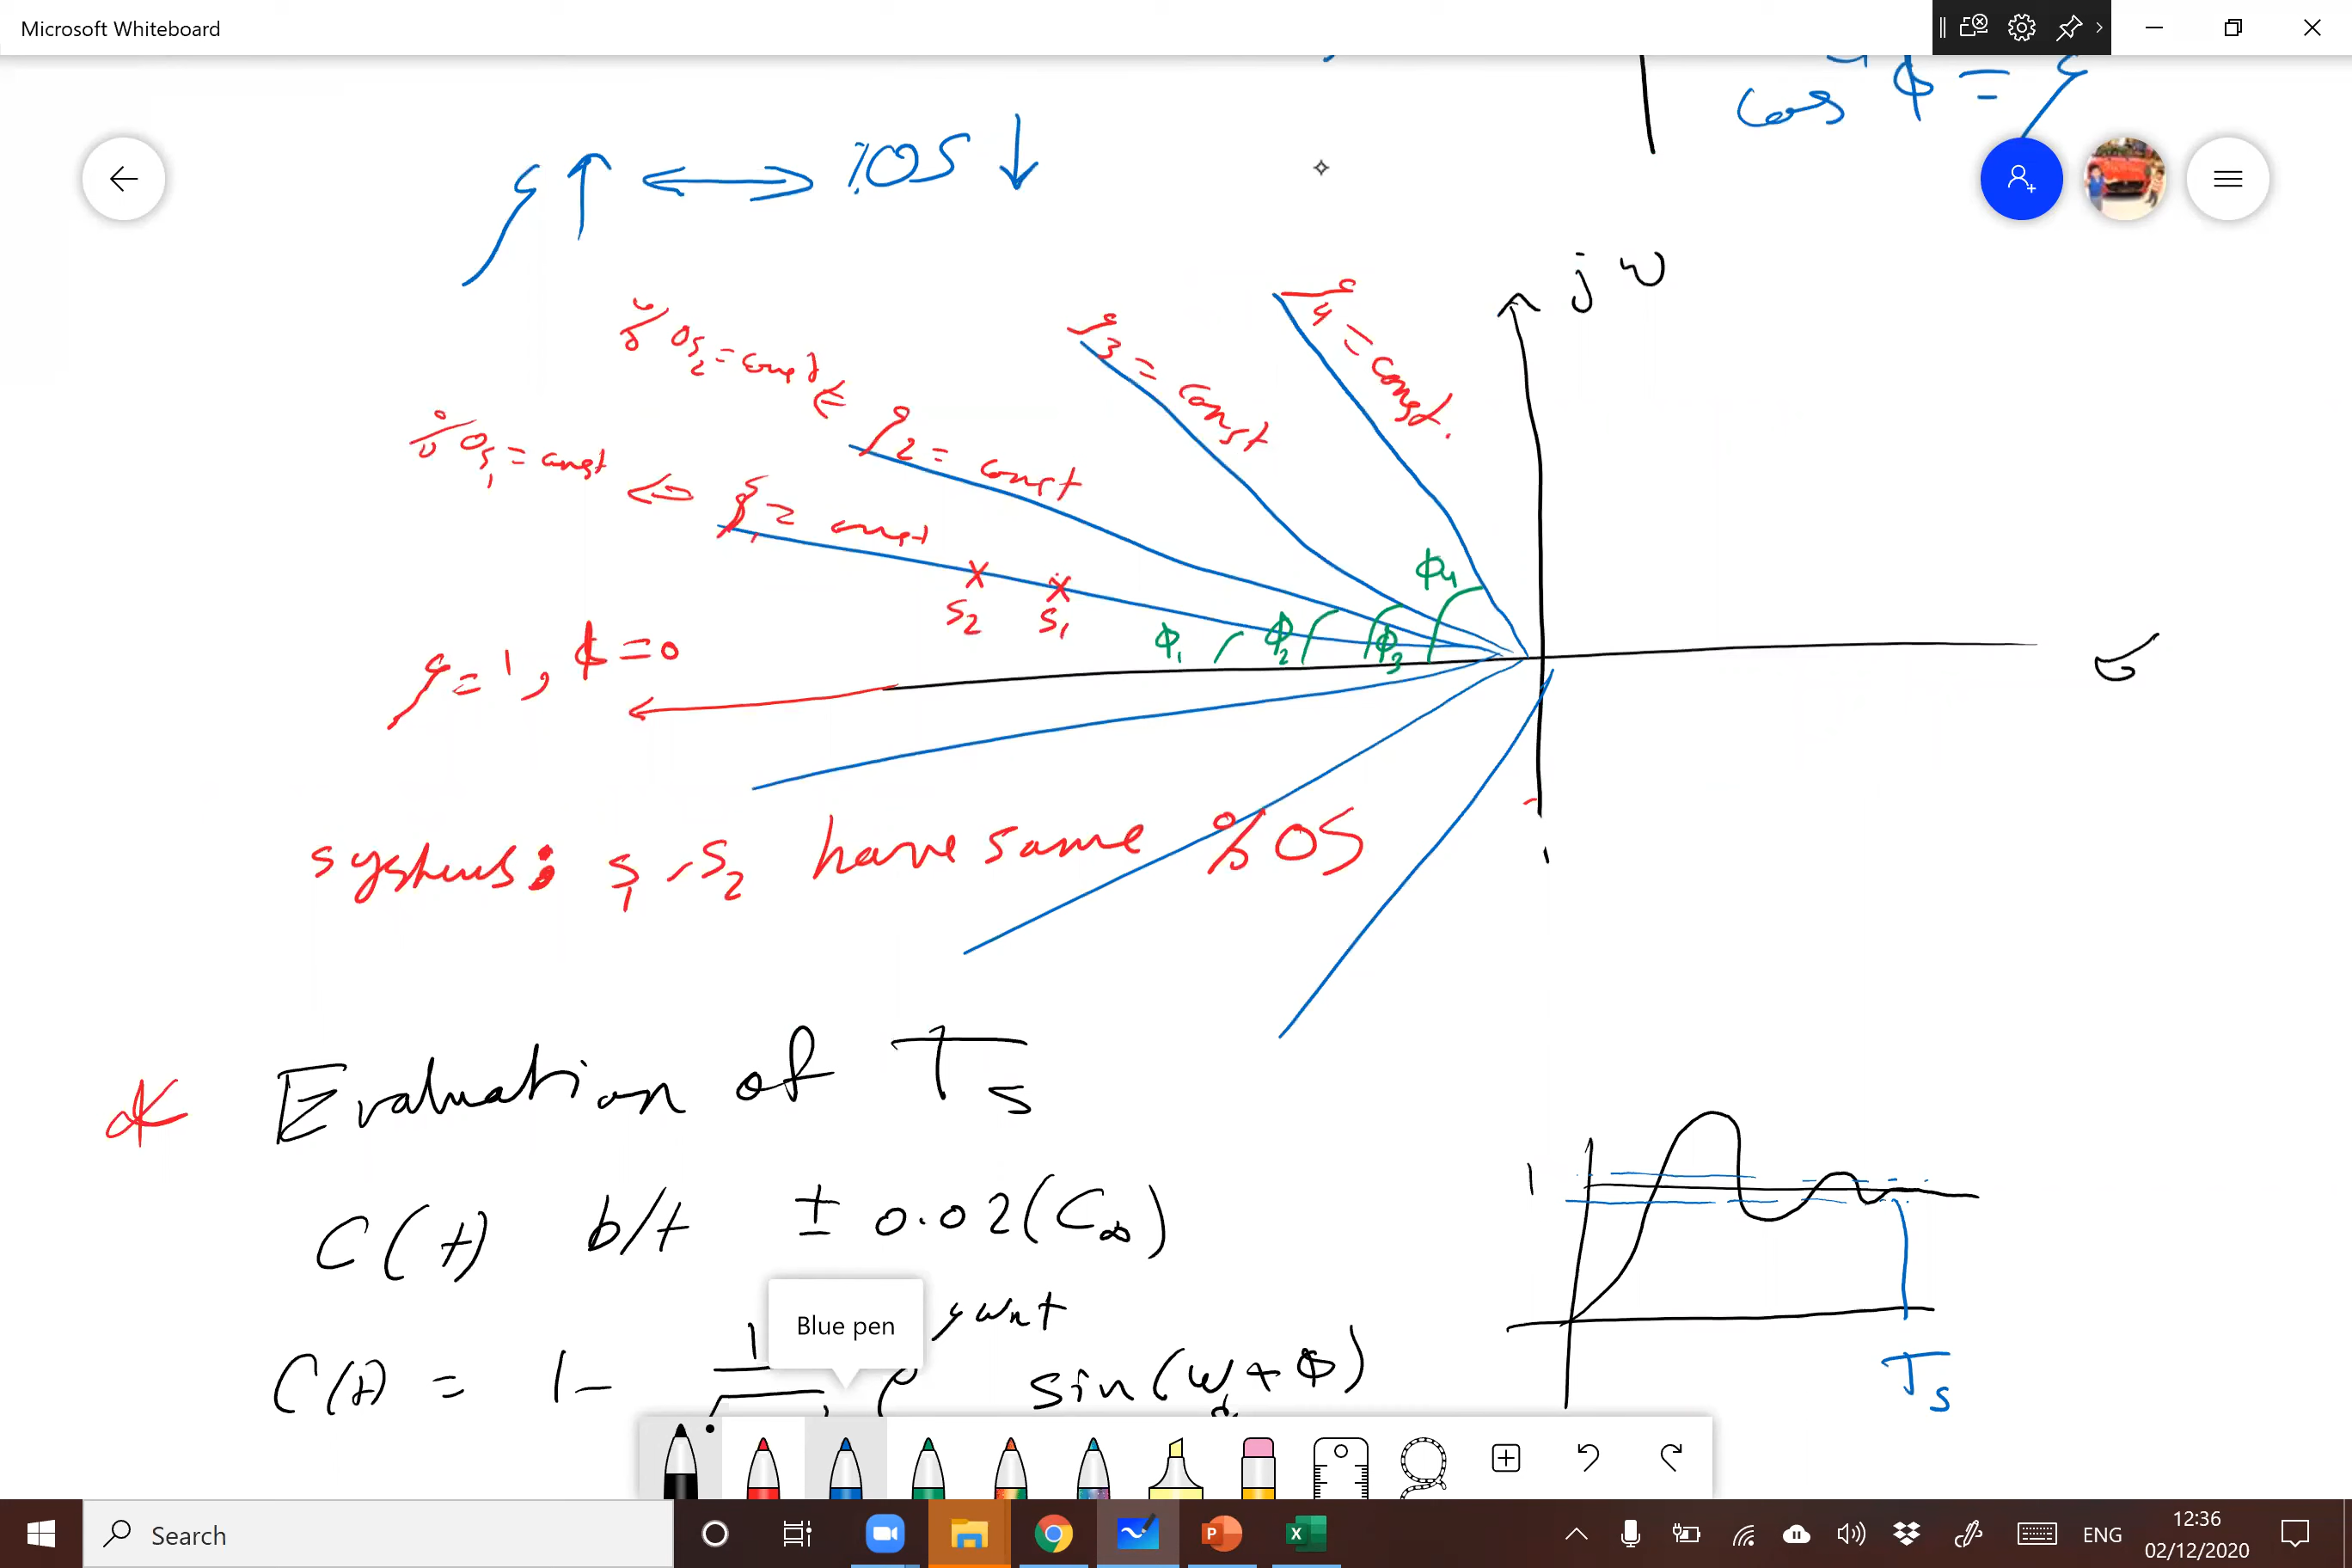 Microsoft Whiteboard
cos φ = ζ
ζ ↑ ⟷ %OS ↓
jω
ζ4 = const.
ζ3 = const
%OS2 = const ⇐ ζ2 = const
%OS1 = const ⇔ ζ1 = const
φ4
S2 S1
φ1 φ2 φ3
ζ = 1, φ = 0
σ
systems: S1, S2 have same %OS
* Evaluation of Ts
1
C(t) b/t ± 0.02(C∞)
Blue pen
C(t) = 1 - 1 e ζωnt sin(ωdt + φ)
Ts
Search
ENG
12:36
02/12/2020